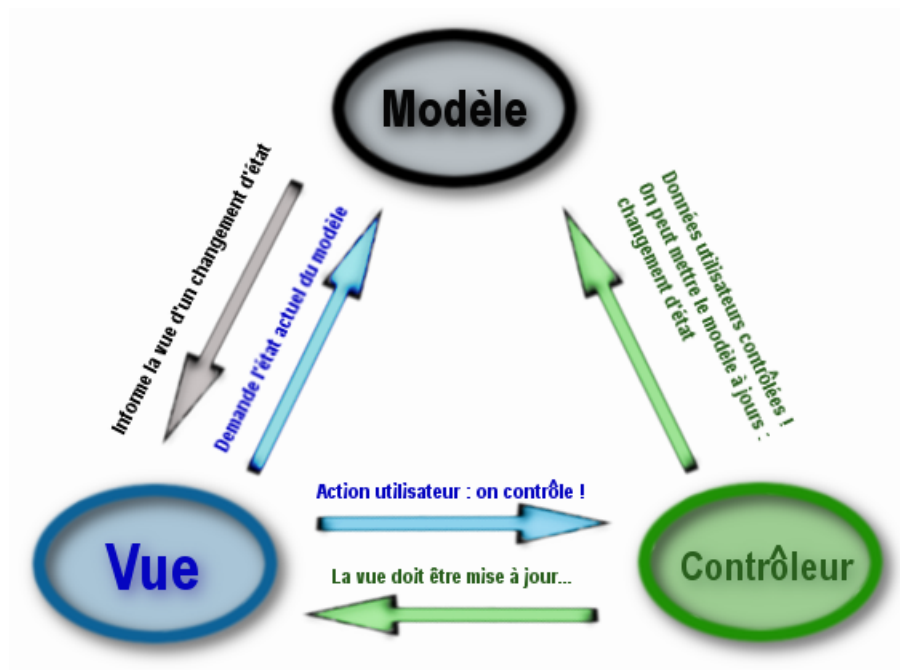 Modèle
Informe la vue d'un changement d'état
Demande l'état actuel du modèle
Données utilisateurs contrôlées !
On peut mettre le modèle à jours :
changement d'état
Action utilisateur : on contrôle !
Vue
Contrôleur
La vue doit être mise à jour...